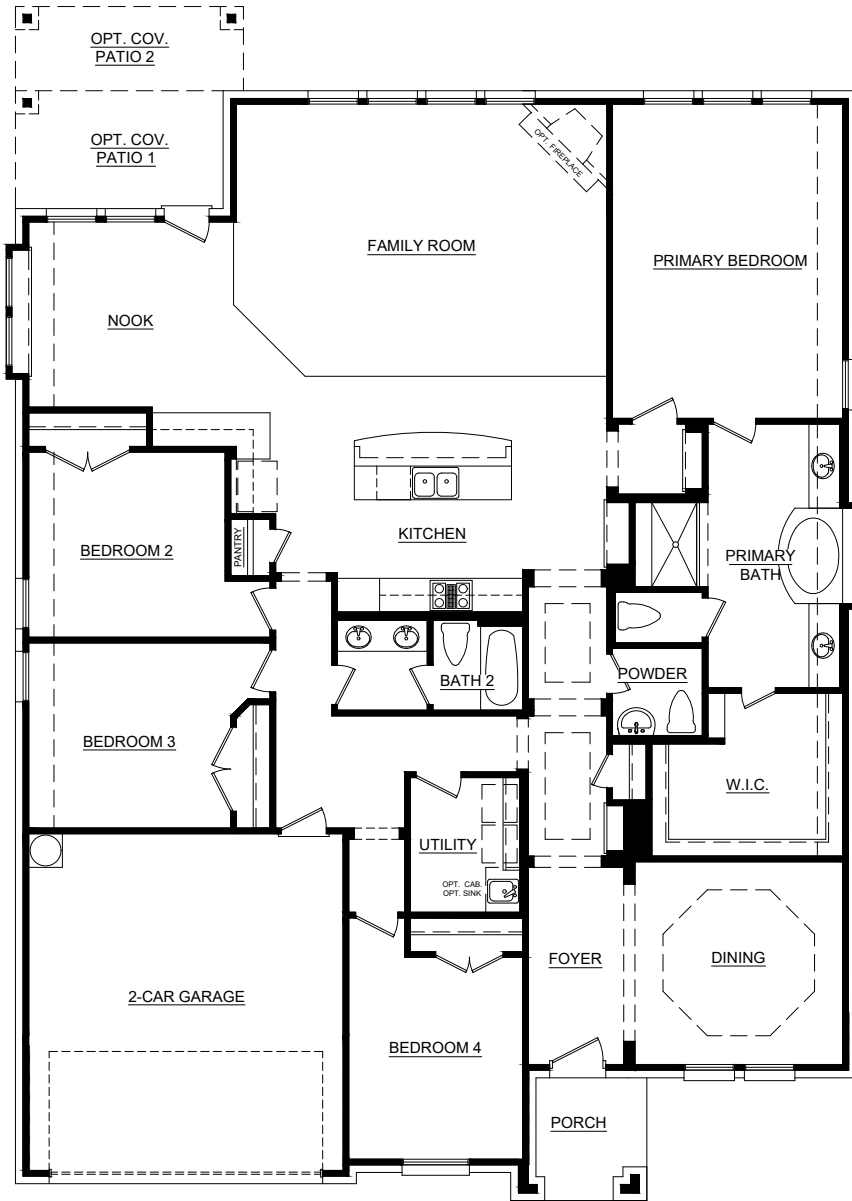 OPT. COV.
PATIO 2
OPT. COV.
PATIO 1
OPT. FIREPLACE
FAMILY ROOM
PRIMARY BEDROOM
NOOK
KITCHEN
PANTRY
BEDROOM 2
PRIMARY
BATH
POWDER
BATH 2
BEDROOM 3
W.I.C.
UTILITY
OPT. CAB.
OPT. SINK
FOYER
DINING
2-CAR GARAGE
BEDROOM 4
PORCH